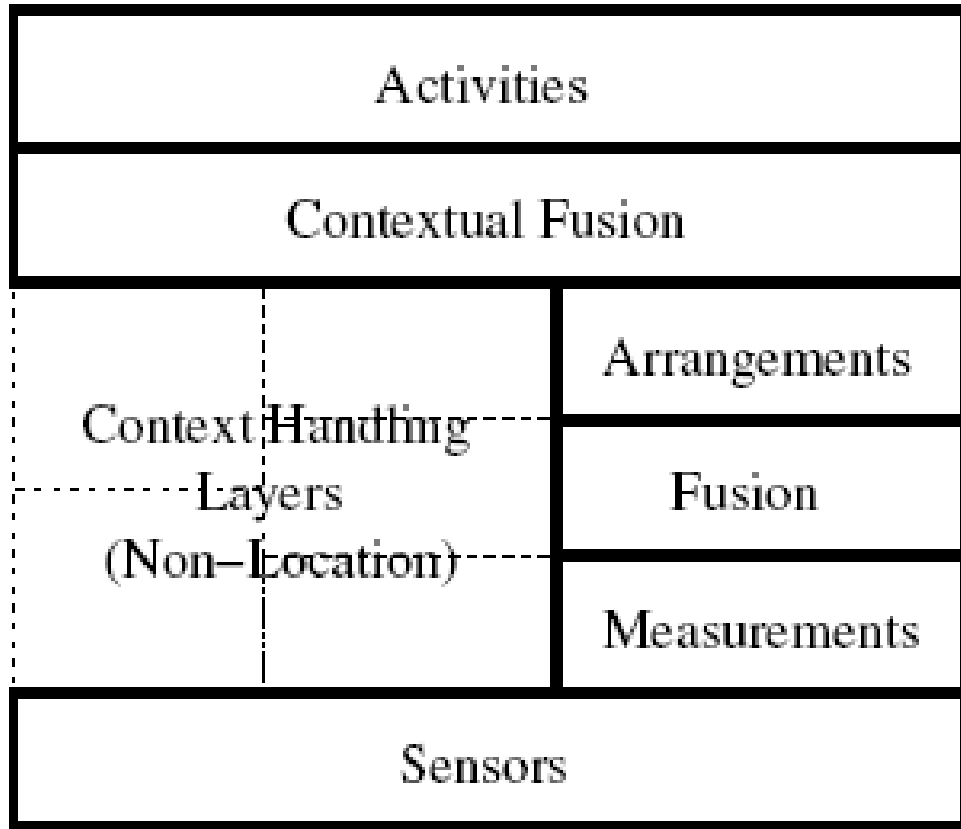 Activities
Contextual Fusion
Arrangements
Context Handling
Layers
(Non–Location)
Fusion
Measurements
Sensors